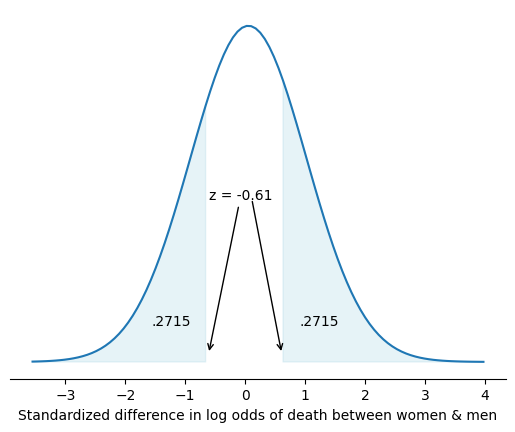 z = -0.61
.2715 .2715
−3 −2 −1 0 1 2 3 4
Standardized difference in log odds of death between women & men